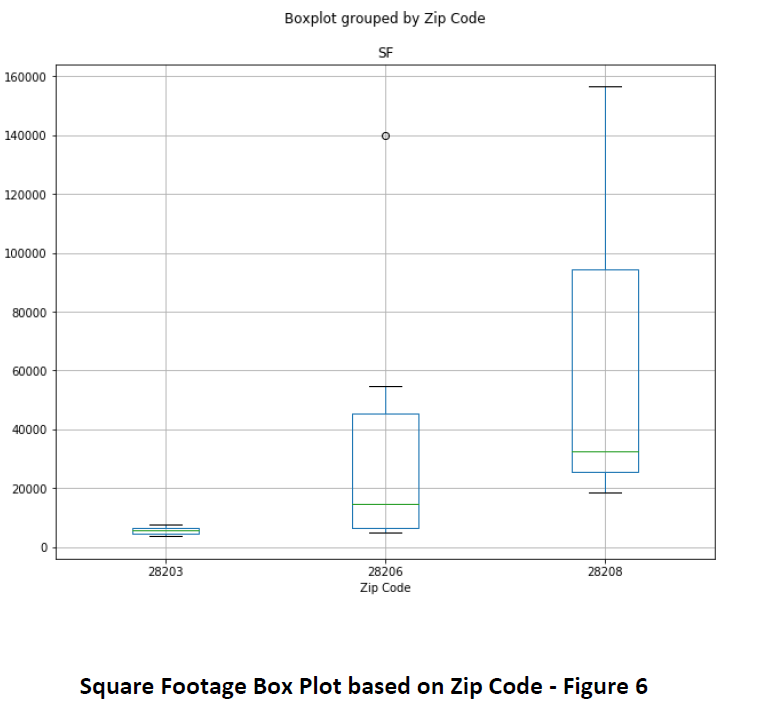 Boxplot grouped by Zip Code
SF
160000
140000
120000
100000
80000
60000
40000
20000
0
28203 28206 28208
Zip Code
Square Footage Box Plot based on Zip Code - Figure 6